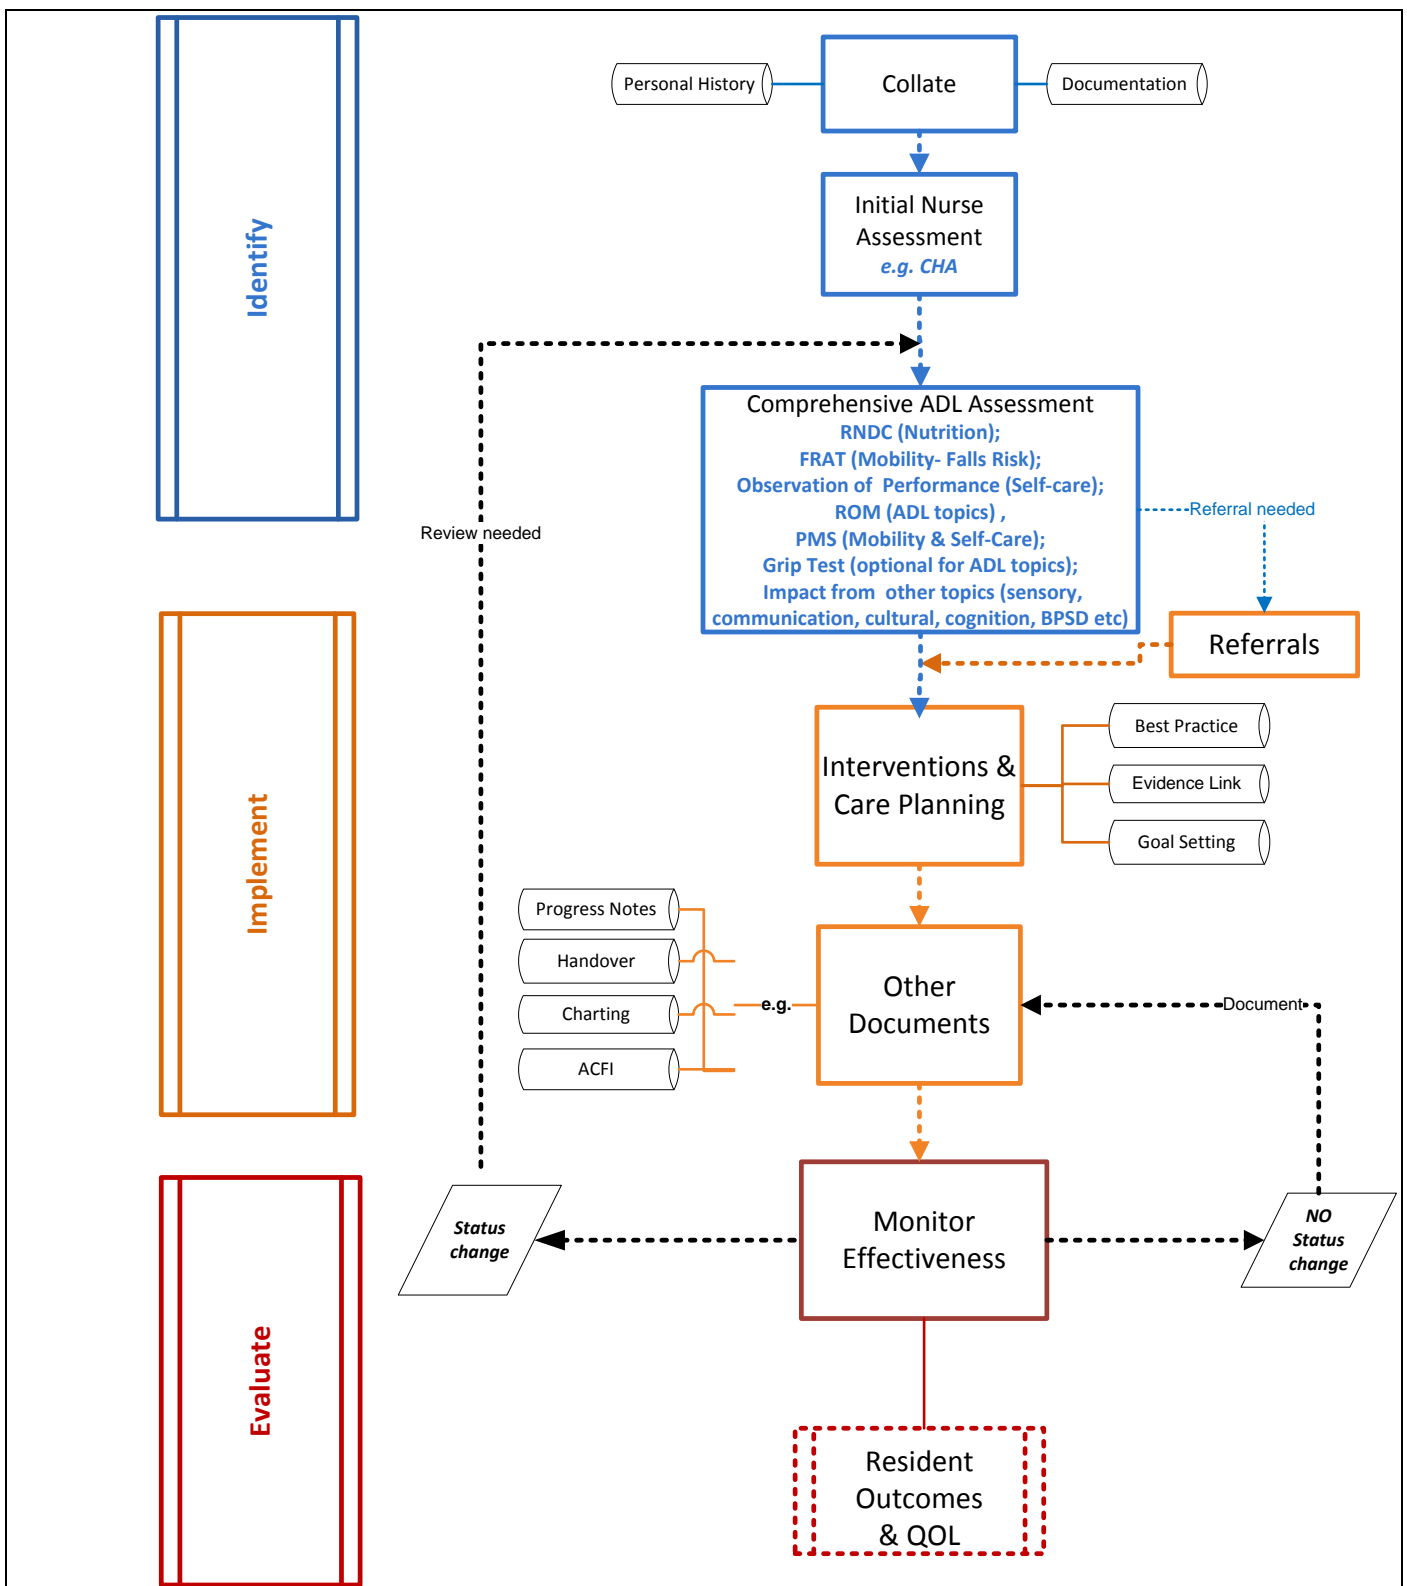 Identify
Personal History
Collate
Documentation
Initial Nurse
Assessment
e.g. CHA
Comprehensive ADL Assessment
RNDC (Nutrition);
FRAT (Mobility- Falls Risk);
Observation of  Performance (Self-care);
ROM (ADL topics) ,
PMS (Mobility & Self-Care);
Grip Test (optional for ADL topics);
Impact from  other topics (sensory,
communication, cultural, cognition, BPSD etc)
Referral needed
Review needed
Implement
Referrals
Interventions &
Care Planning
Best Practice
Evidence Link
Goal Setting
Progress Notes
Handover
Charting
ACFI
e.g.
Other
Documents
Document
Evaluate
Status
change
Monitor
Effectiveness
NO
Status
change
Resident
Outcomes
& QOL